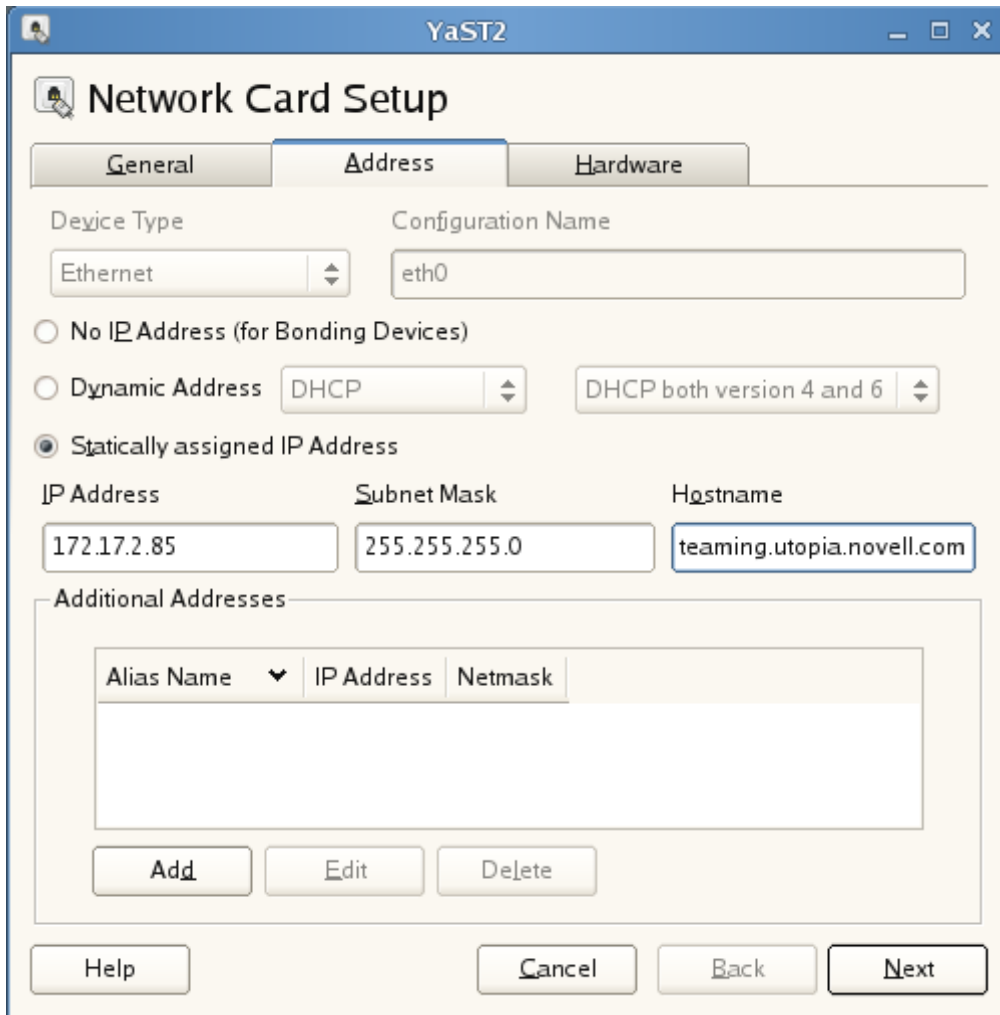 YaST2
Network Card Setup
General Address Hardware
Device Type Configuration Name
Ethernet eth0
No IP Address (for Bonding Devices)
Dynamic Address DHCP DHCP both version 4 and 6
Statically assigned IP Address
IP Address Subnet Mask Hostname
172.17.2.85 255.255.255.0 teaming.utopia.novell.com
Additional Addresses
Alias Name IP Address Netmask
Add Edit Delete
Help Cancel Back Next